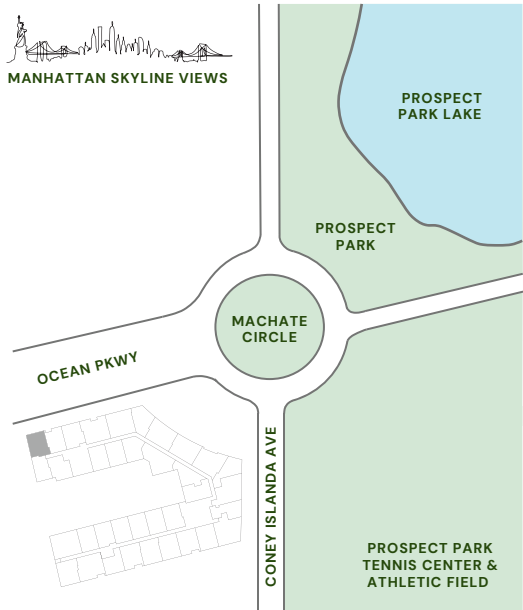 MANHATTAN SKYLINE VIEWS
PROSPECT
PARK LAKE
PROSPECT
PARK
MACHATE
CIRCLE
OCEAN PKWY
CONEY ISLANDA AVE
PROSPECT PARK
TENNIS CENTER &
ATHLETIC FIELD